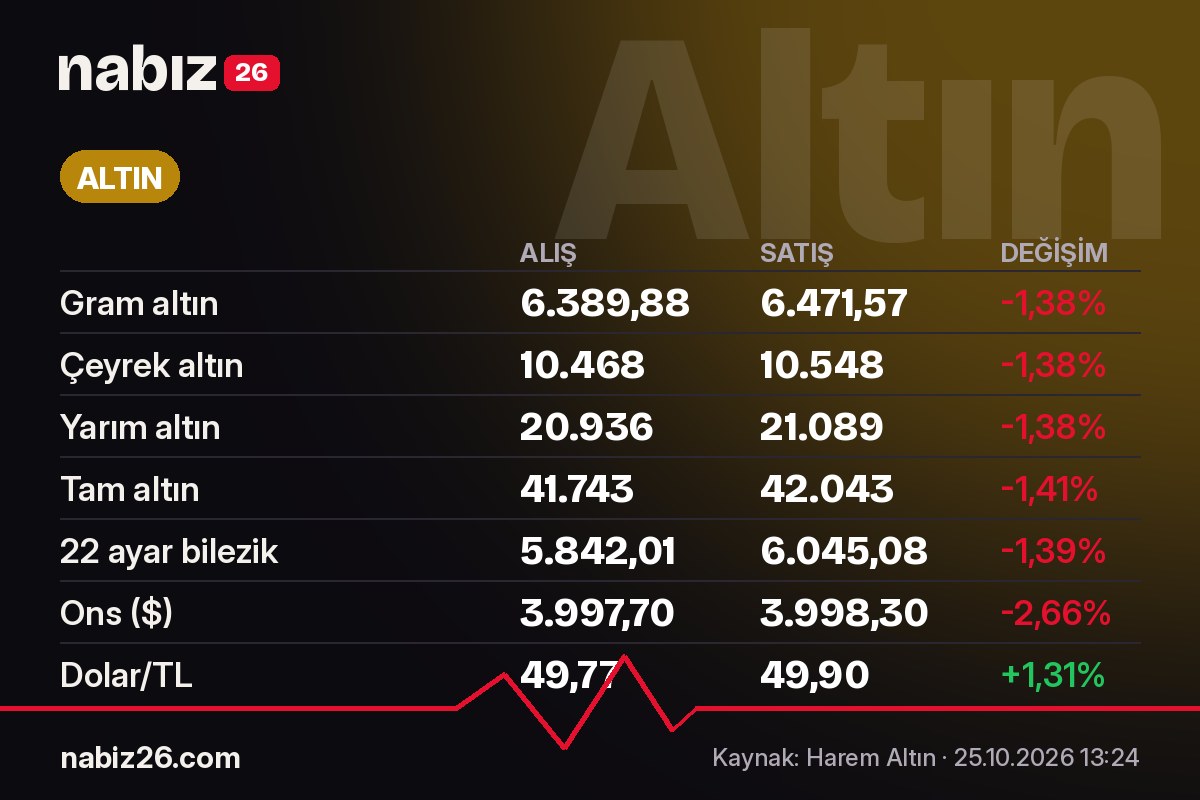 nabız 26
Altın
ALTIN
ALIŞ SATIŞ DEĞİŞİM
Gram altın 6.389,88 6.471,57 -1,38%
Çeyrek altın 10.468 10.548 -1,38%
Yarım altın 20.936 21.089 -1,38%
Tam altın 41.743 42.043 -1,41%
22 ayar bilezik 5.842,01 6.045,08 -1,39%
Ons ($) 3.997,70 3.998,30 -2,66%
Dolar/TL 49,77 49,90 +1,31%
nabiz26.com Kaynak: Harem Altın · 25.10.2026 13:24